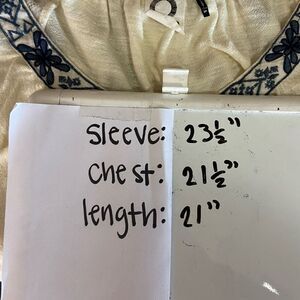 sleeve: 23½"
chest: 21½"
length: 21"